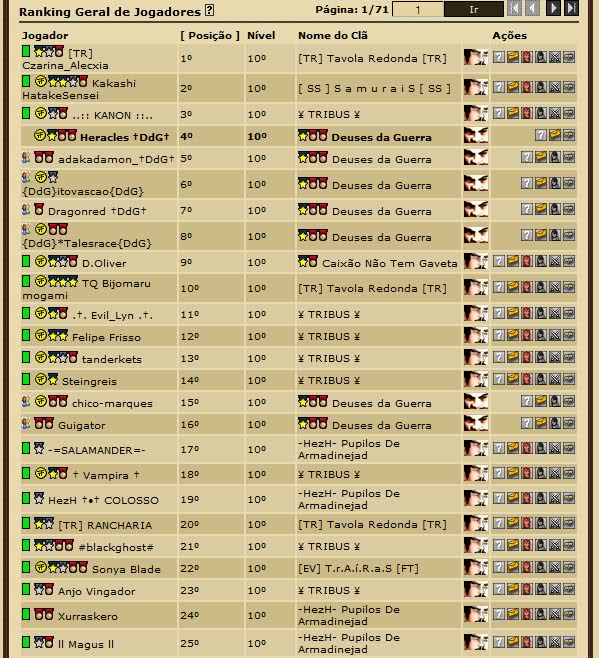 Ranking Geral de Jogadores ? Página: 1/71 1 Ir
Jogador [ Posição ] Nível Nome do Clã Ações
[TR] Czarina_Alecxia 1º 10º [TR] Tavola Redonda [TR]
Kakashi HatakeSensei 2º 10º [ SS ] S a m u r a i S [ SS ]
..:: KANON ::.. 3º 10º ¥ TRIBUS ¥
Heracles †DdG† 4º 10º Deuses da Guerra
adakadamon_†DdG† 5º 10º Deuses da Guerra
{DdG}itovascao{DdG} 6º 10º Deuses da Guerra
Dragonred †DdG† 7º 10º Deuses da Guerra
{DdG}*Talesrace{DdG} 8º 10º Deuses da Guerra
D.Oliver 9º 10º Caixão Não Tem Gaveta
TQ Bijomaru mogami 10º 10º [TR] Tavola Redonda [TR]
.†. Evil_Lyn .†. 11º 10º ¥ TRIBUS ¥
Felipe Frisso 12º 10º ¥ TRIBUS ¥
tanderkets 13º 10º ¥ TRIBUS ¥
Steingreis 14º 10º ¥ TRIBUS ¥
chico-marques 15º 10º Deuses da Guerra
Guigator 16º 10º Deuses da Guerra
-=SALAMANDER=- 17º 10º -HezH- Pupilos De Armadinejad
† Vampira † 18º 10º ¥ TRIBUS ¥
HezH †•† COLOSSO 19º 10º -HezH- Pupilos De Armadinejad
[TR] RANCHARIA 20º 10º [TR] Tavola Redonda [TR]
#blackghost# 21º 10º ¥ TRIBUS ¥
Sonya Blade 22º 10º [EV] T.r.A.í.R.a.S [FT]
Anjo Vingador 23º 10º ¥ TRIBUS ¥
Xurraskero 24º 10º -HezH- Pupilos De Armadinejad
ll Magus ll 25º 10º -HezH- Pupilos De Armadinejad